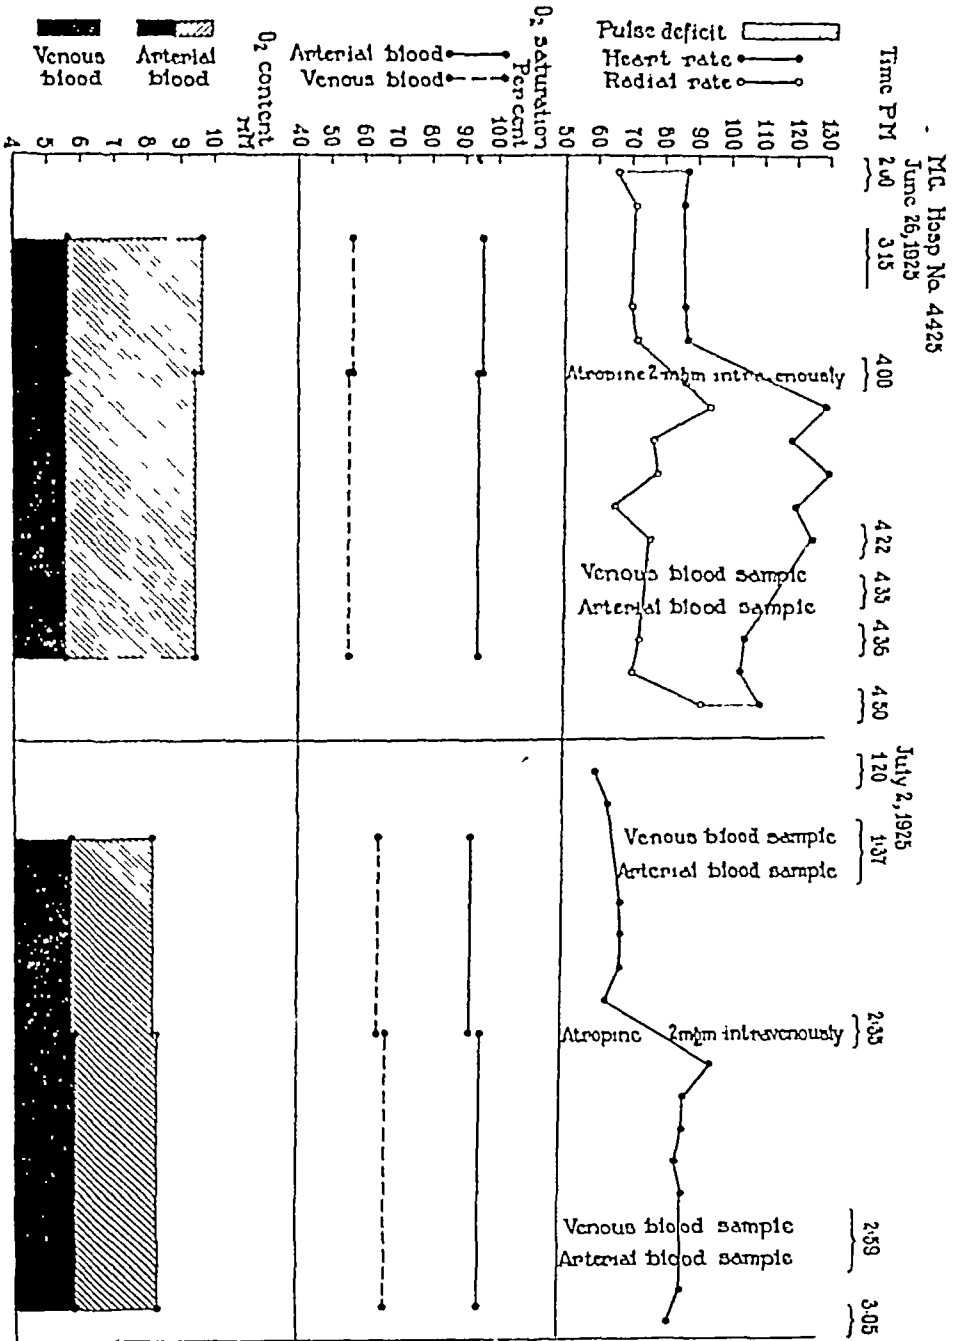 MG. Hosp No. 4425
June 26, 1925
July 2, 1925
Time PM
2:00
3.15
4:00
4:22
4:35
4:36
4:50
1:20
1:37
2:35
2:59
3:05
Pulse deficit
Heart rate
Radial rate
130
120
110
100
90
80
70
60
50
Atropine 2 mgm intravenously
Venous blood sample
Arterial blood sample
Venous blood sample
Arterial blood sample
Atropine 2 mgm intravenously
Venous blood sample
Arterial blood sample
O2 saturation
Percent
Arterial blood
Venous blood
100
90
80
70
60
40
O2 content
mM
Arterial
blood
Venous
blood
10
9
8
7
6
5
4